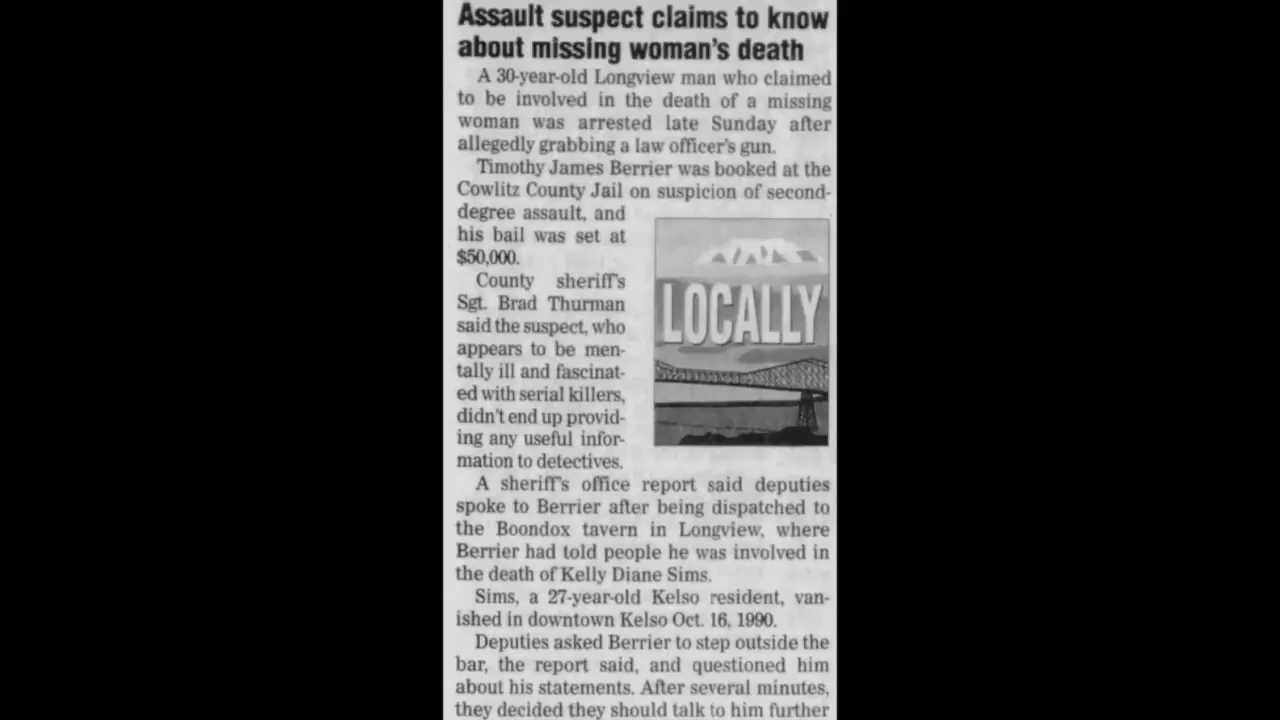 Assault suspect claims to know
about missing woman's death
A 30-year-old Longview man who claimed
to be involved in the death of a missing
woman was arrested late Sunday after
allegedly grabbing a law officer's gun.
Timothy James Berrier was booked at the
Cowlitz County Jail on suspicion of second-
degree assault, and
his bail was set at
$50,000.
County sheriff's
Sgt. Brad Thurman
said the suspect, who
appears to be men-
tally ill and fascinat-
ed with serial killers,
didn't end up provid-
ing any useful infor-
mation to detectives.
LOCALLY
A sheriff's office report said deputies
spoke to Berrier after being dispatched to
the Boondox tavern in Longview, where
Berrier had told people he was involved in
the death of Kelly Diane Sims.
Sims, a 27-year-old Kelso resident, van-
ished in downtown Kelso Oct. 16, 1990.
Deputies asked Berrier to step outside the
bar, the report said, and questioned him
about his statements. After several minutes,
they decided they should talk to him further